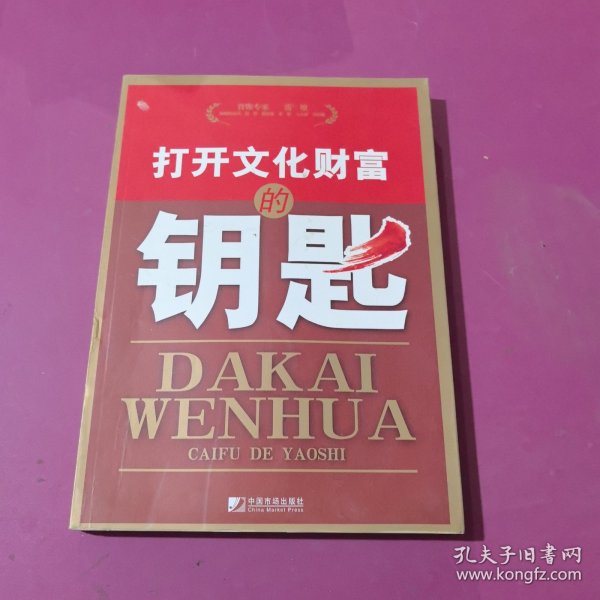 打开文化财富
的
钥匙
DAKAI
WENHUA
CAIFU DE YAOSHI
中国市场出版社
China Market Press
孔夫子旧书网
www.kongfz.com